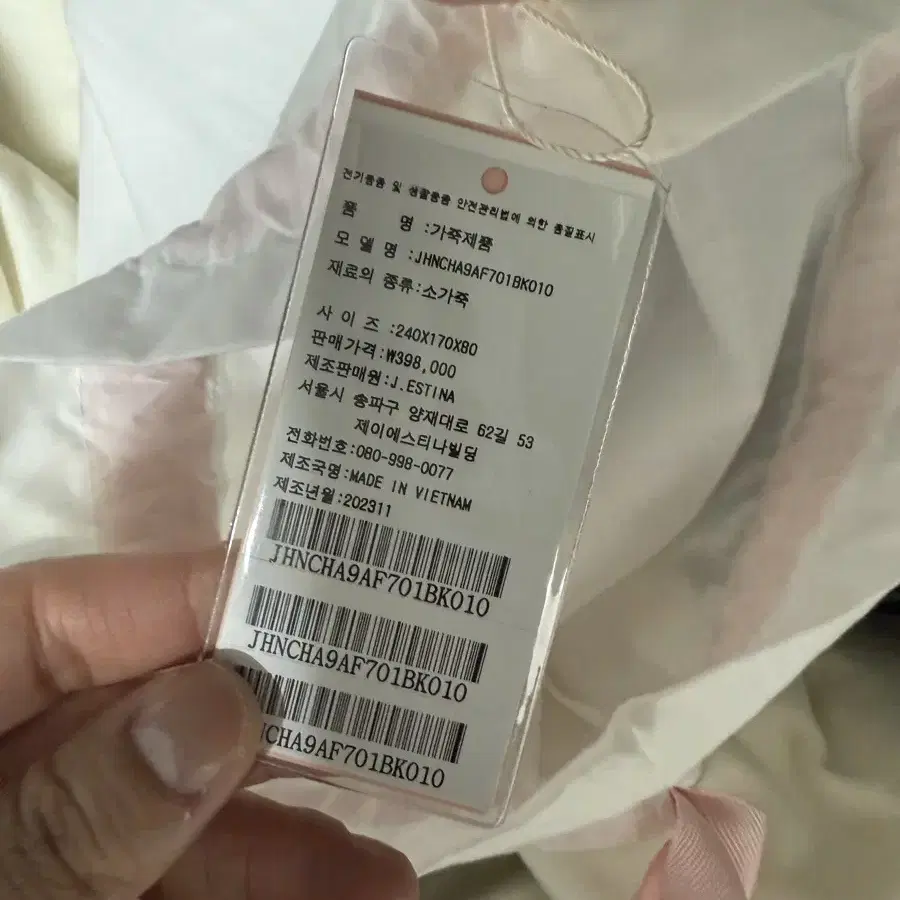 전기용품 및 생활용품 안전관리법에 의한 품질표시
품 명 :가죽제품
모 델 명 :JHNCHA9AF701BK010
재료의 종류:소가죽
사 이 즈 :240X170X80
판매가격:₩398,000
제조판매원:J.ESTINA
서울시 송파구 양재대로 62길 53
제이에스티나빌딩
전화번호:080-998-0077
제조국명:MADE IN VIETNAM
제조년월:202311
JHNCHA9AF701BK010
JHNCHA9AF701BK010
NCHA9AF701BK010